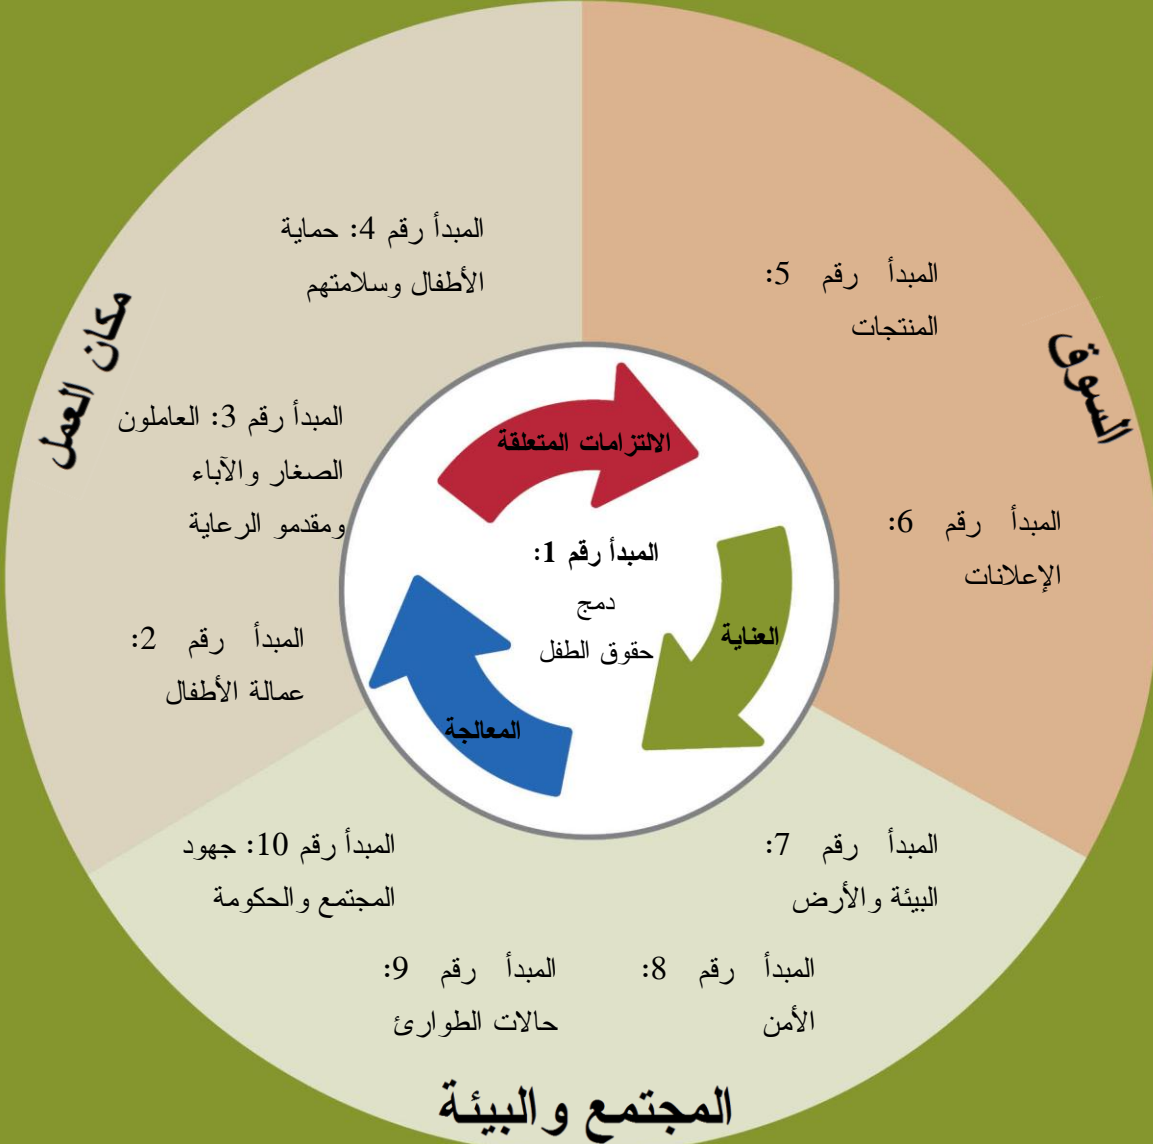 المبدأ رقم 4: حماية
الأطفال وسلامتهم
المبدأ رقم 5:
المنتجات
مكان العمل
السوق
المبدأ رقم 3: العاملون
الصغار والآباء
ومقدمو الرعاية
الالتزامات المتعلقة
المبدأ رقم 6:
الإعلانات
المبدأ رقم 1:
دمج
حقوق الطفل
العناية
المعالجة
المبدأ رقم 2:
عمالة الأطفال
المبدأ رقم 7:
البيئة والأرض
المبدأ رقم 10: جهود
المجتمع والحكومة
المبدأ رقم 8:
الأمن
المبدأ رقم 9:
حالات الطوارئ
المجتمع والبيئة